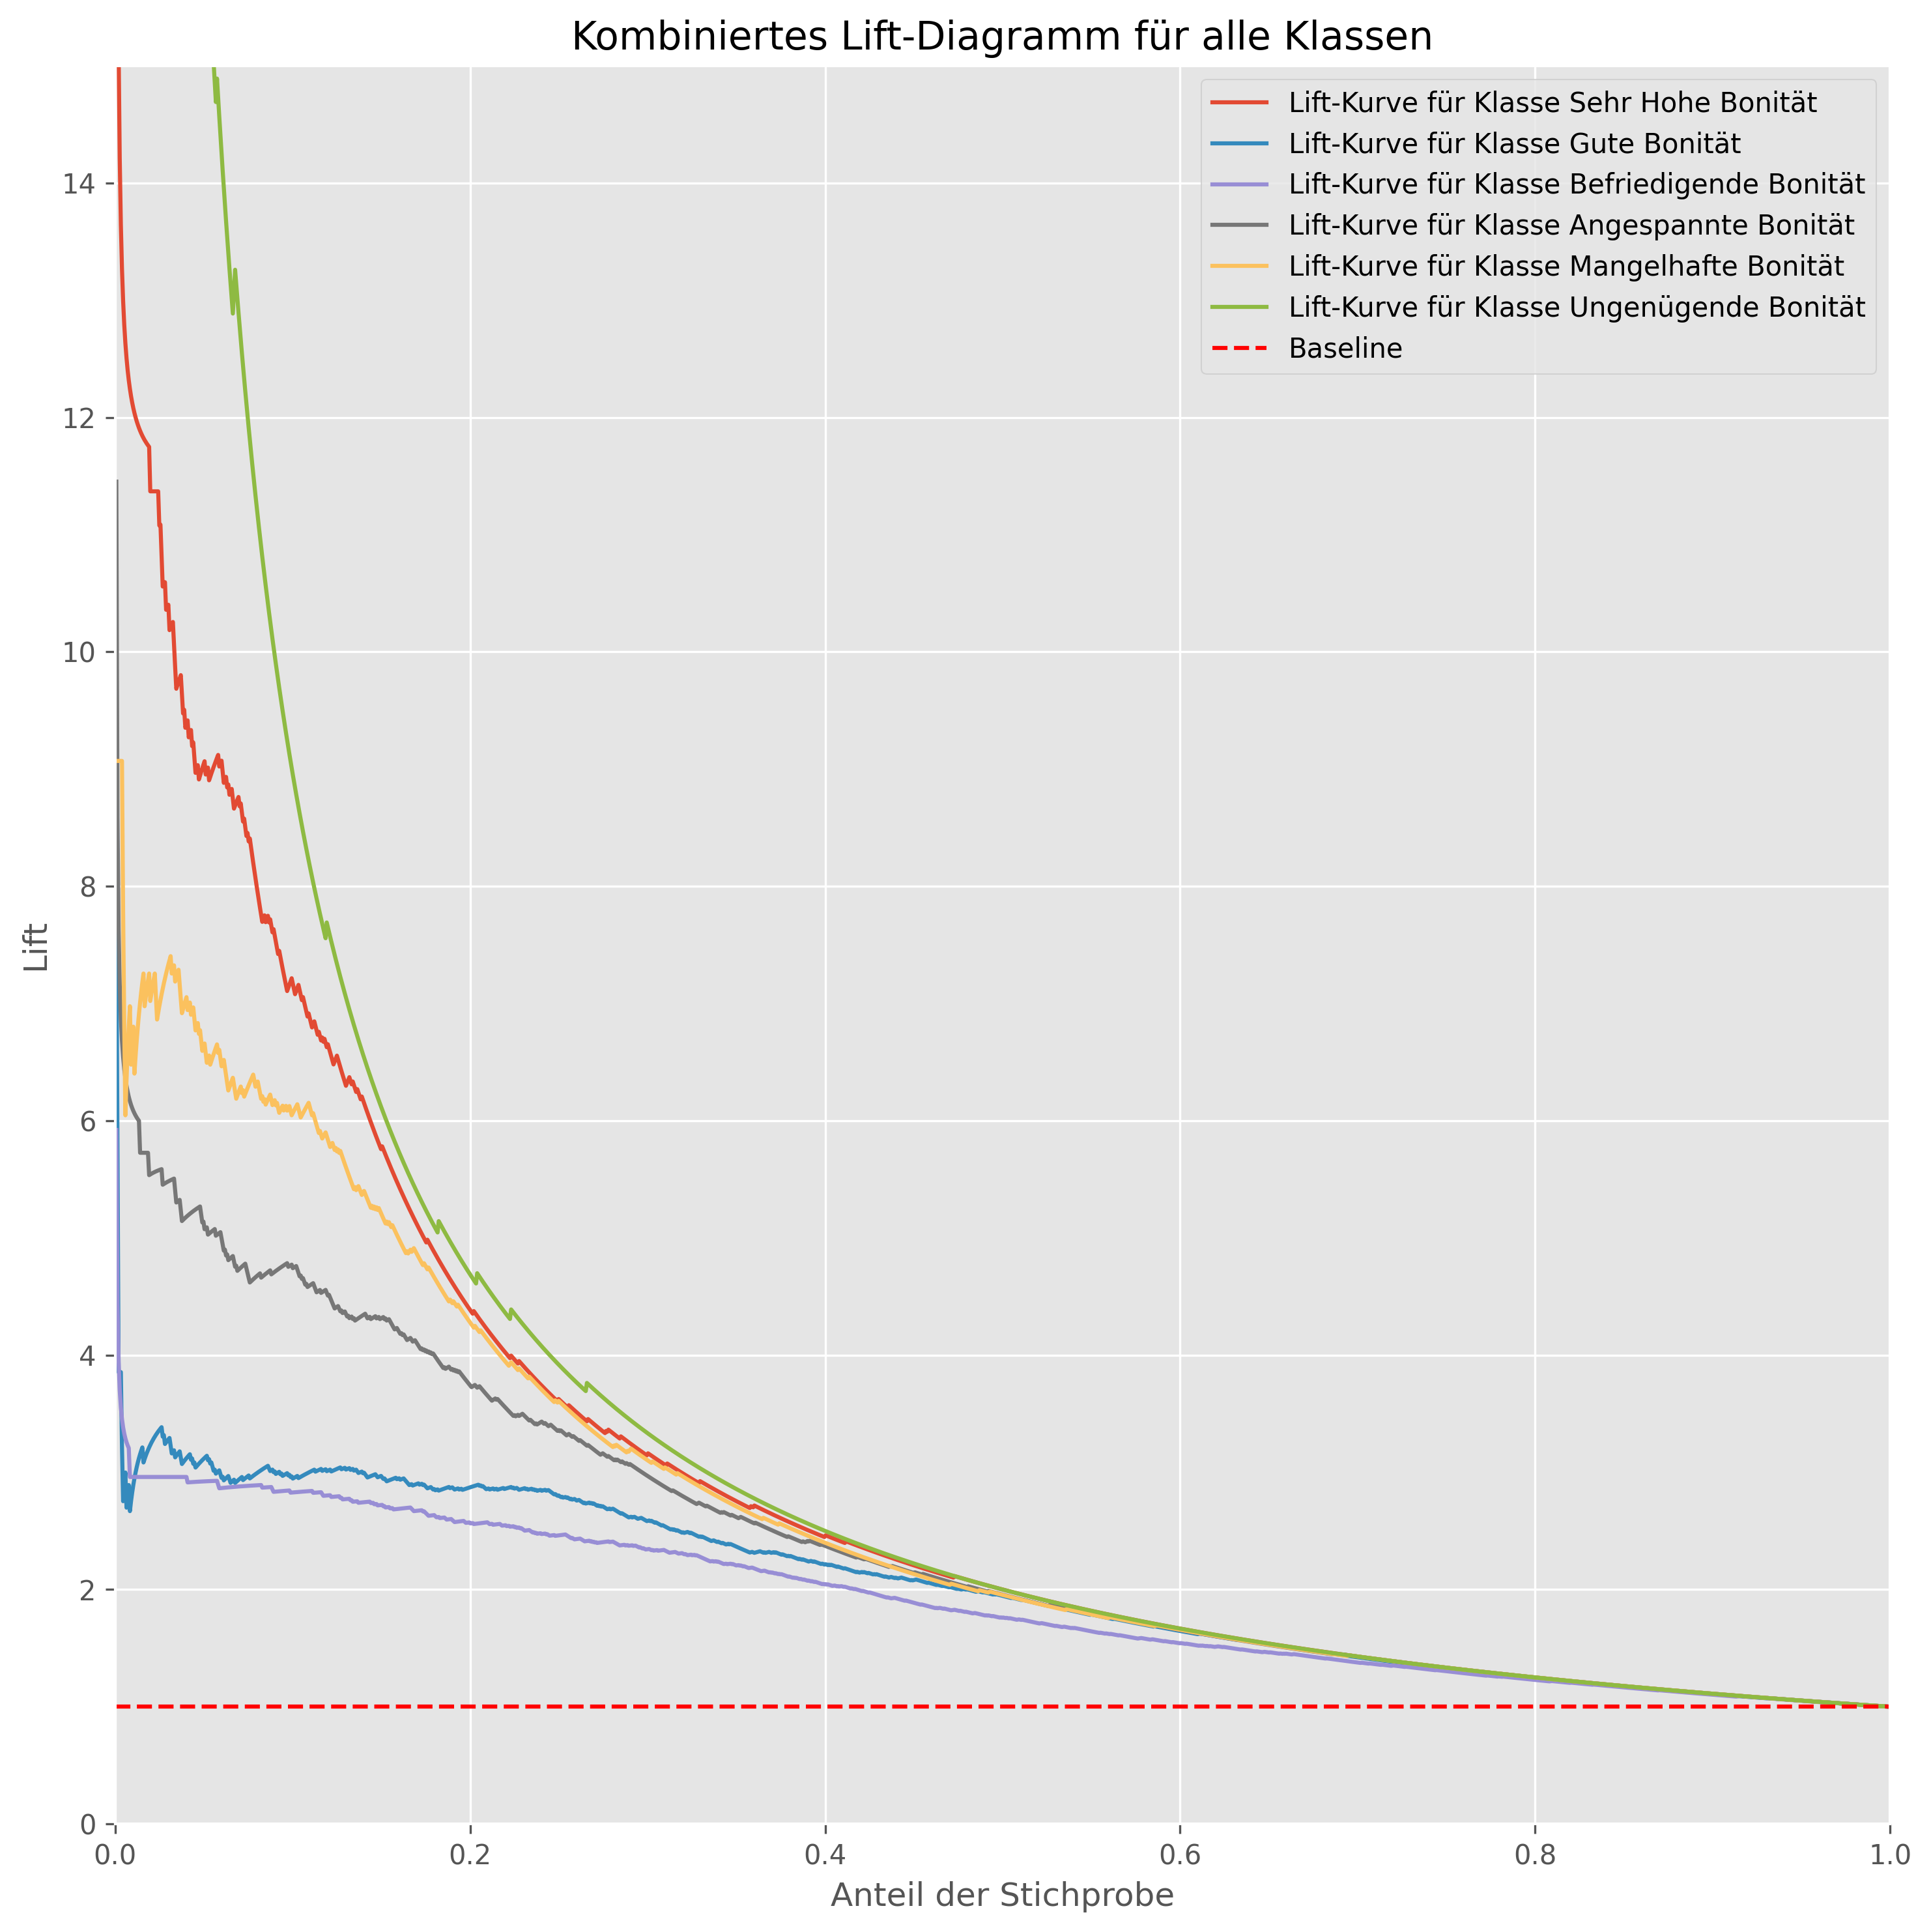 Kombiniertes Lift-Diagramm für alle Klassen
Lift-Kurve für Klasse Sehr Hohe Bonität
Lift-Kurve für Klasse Gute Bonität
Lift-Kurve für Klasse Befriedigende Bonität
Lift-Kurve für Klasse Angespannte Bonität
Lift-Kurve für Klasse Mangelhafte Bonität
Lift-Kurve für Klasse Ungenügende Bonität
Baseline
14
12
10
8
6
4
2
0
Lift
0.0 0.2 0.4 0.6 0.8 1.0
Anteil der Stichprobe